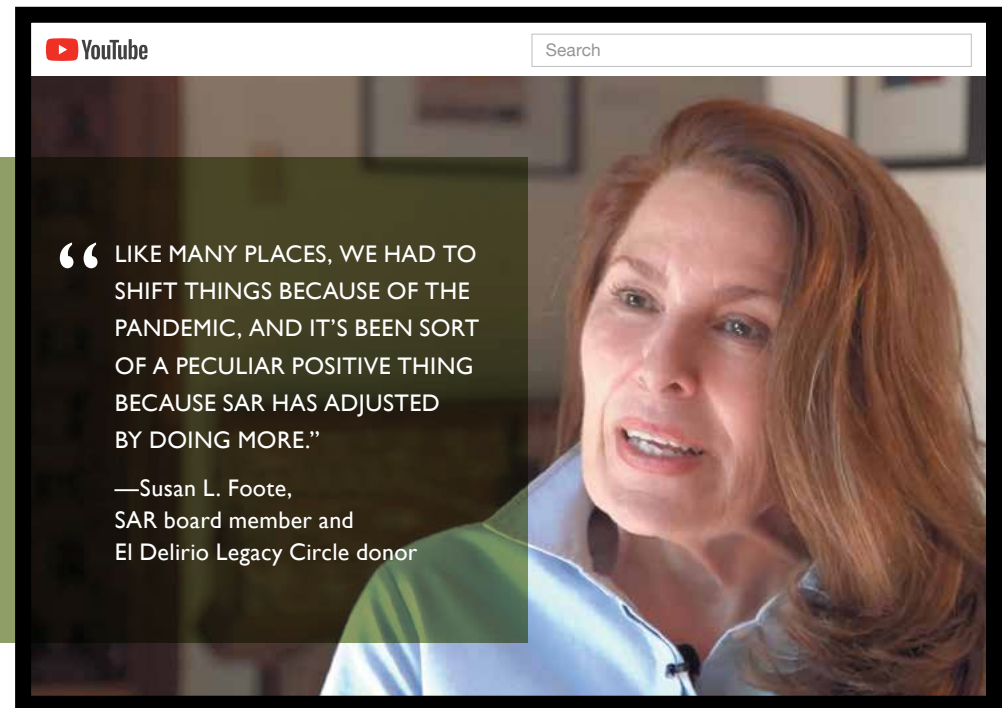 YouTube
Search
“ LIKE MANY PLACES, WE HAD TO
SHIFT THINGS BECAUSE OF THE
PANDEMIC, AND IT’S BEEN SORT
OF A PECULIAR POSITIVE THING
BECAUSE SAR HAS ADJUSTED
BY DOING MORE.”
—Susan L. Foote,
SAR board member and
El Delirio Legacy Circle donor